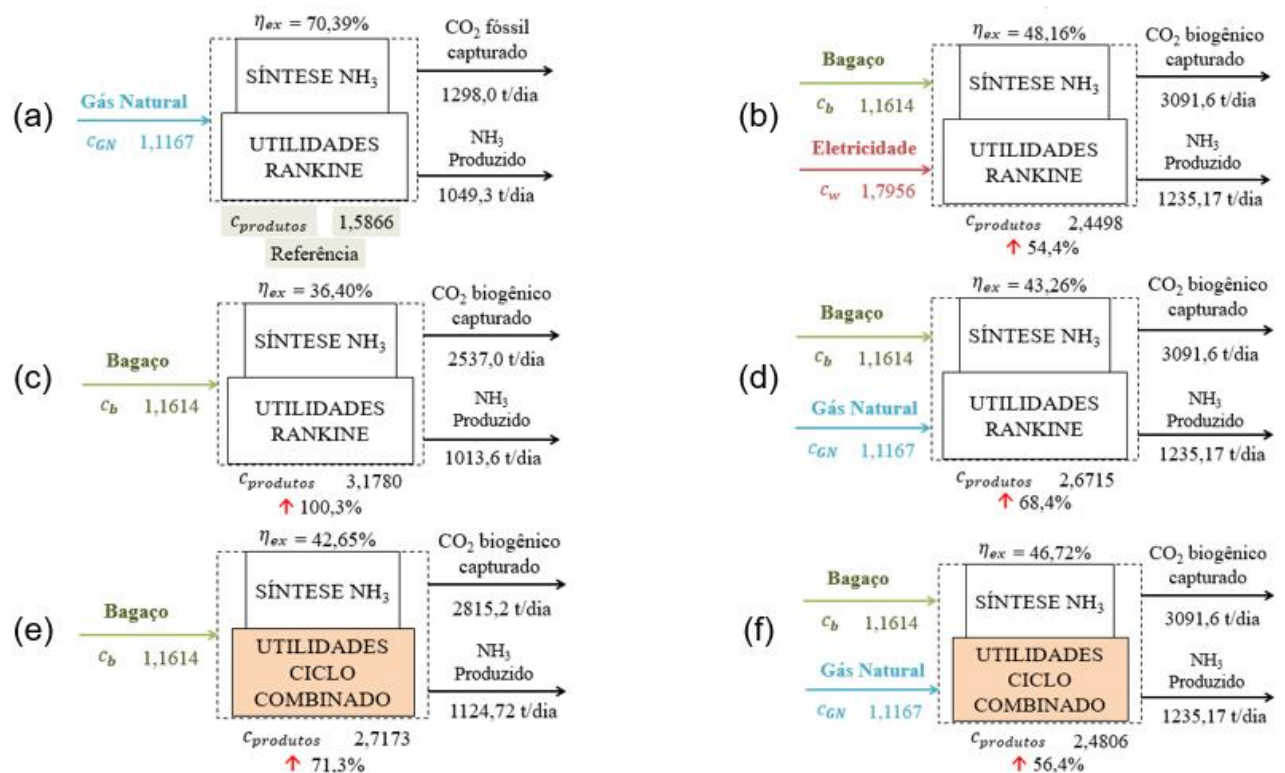 (a)
η_ex = 70,39%
SÍNTESE NH₃
UTILIDADES
RANKINE
Gás Natural
c_GN 1,1167
CO₂ fóssil
capturado
1298,0 t/dia
NH₃
Produzido
1049,3 t/dia
c_produtos 1,5866
Referência
(b)
η_ex = 48,16%
Bagaço
c_b 1,1614
Eletricidade
c_w 1,7956
SÍNTESE NH₃
UTILIDADES
RANKINE
CO₂ biogênico
capturado
3091,6 t/dia
NH₃
Produzido
1235,17 t/dia
c_produtos 2,4498
↑ 54,4%
(c)
η_ex = 36,40%
Bagaço
c_b 1,1614
SÍNTESE NH₃
UTILIDADES
RANKINE
CO₂ biogênico
capturado
2537,0 t/dia
NH₃
Produzido
1013,6 t/dia
c_produtos 3,1780
↑ 100,3%
(d)
η_ex = 43,26%
Bagaço
c_b 1,1614
Gás Natural
c_GN 1,1167
SÍNTESE NH₃
UTILIDADES
RANKINE
CO₂ biogênico
capturado
3091,6 t/dia
NH₃
Produzido
1235,17 t/dia
c_produtos 2,6715
↑ 68,4%
(e)
η_ex = 42,65%
Bagaço
c_b 1,1614
SÍNTESE NH₃
UTILIDADES
CICLO
COMBINADO
CO₂ biogênico
capturado
2815,2 t/dia
NH₃
Produzido
1124,72 t/dia
c_produtos 2,7173
↑ 71,3%
(f)
η_ex = 46,72%
Bagaço
c_b 1,1614
Gás Natural
c_GN 1,1167
SÍNTESE NH₃
UTILIDADES
CICLO
COMBINADO
CO₂ biogênico
capturado
3091,6 t/dia
NH₃
Produzido
1235,17 t/dia
c_produtos 2,4806
↑ 56,4%